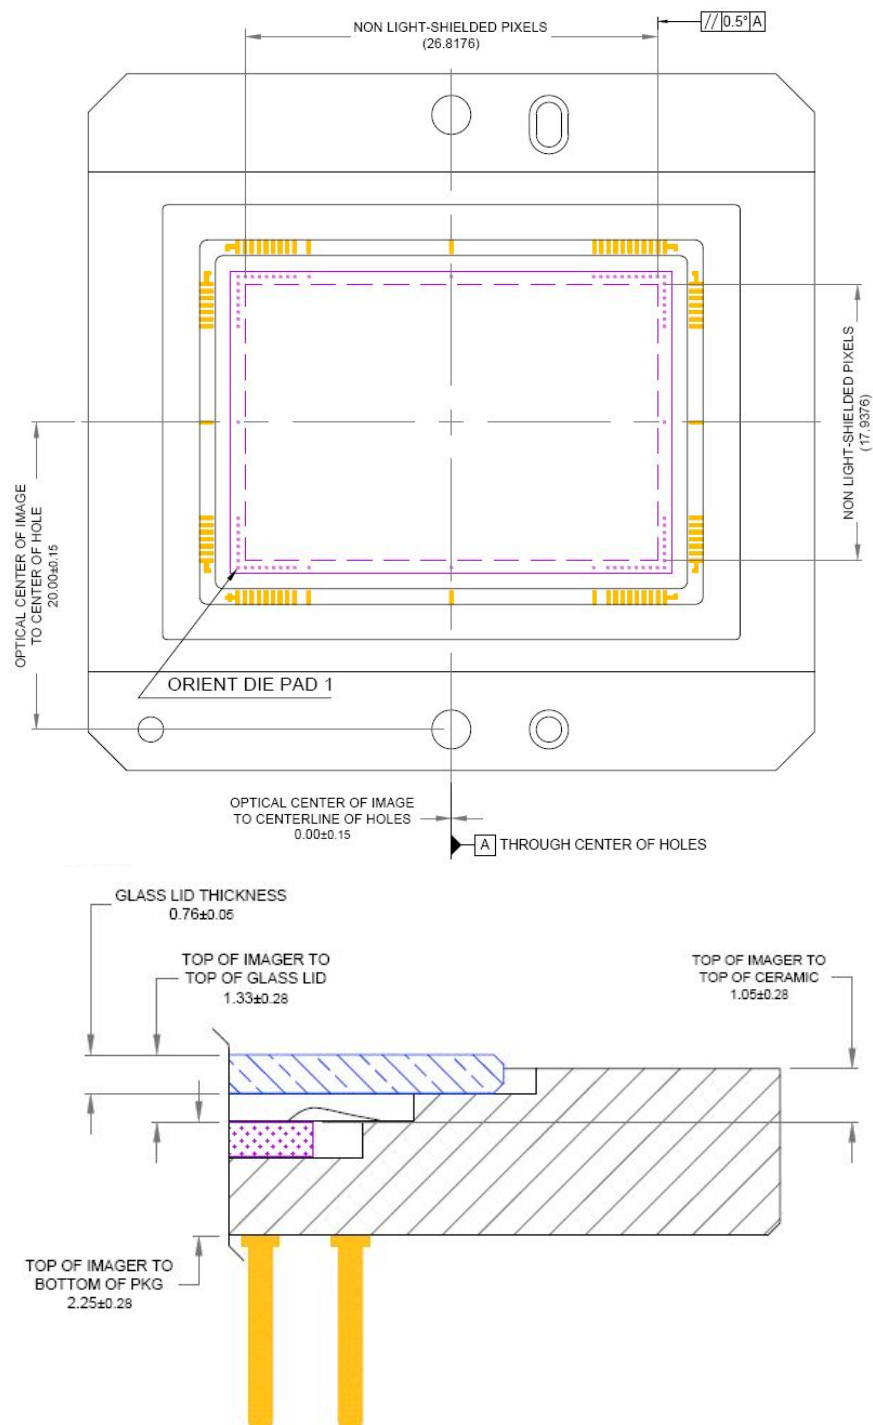 NON LIGHT-SHIELDED PIXELS
(26.8176)
// 0.5° A
NON LIGHT-SHIELDED PIXELS
(17.9376)
OPTICAL CENTER OF IMAGE
TO CENTER OF HOLE
20.00±0.15
ORIENT DIE PAD 1
OPTICAL CENTER OF IMAGE
TO CENTERLINE OF HOLES
0.00±0.15
A THROUGH CENTER OF HOLES
GLASS LID THICKNESS
0.76±0.05
TOP OF IMAGER TO
TOP OF GLASS LID
1.33±0.28
TOP OF IMAGER TO
TOP OF CERAMIC
1.05±0.28
TOP OF IMAGER TO
BOTTOM OF PKG
2.25±0.28